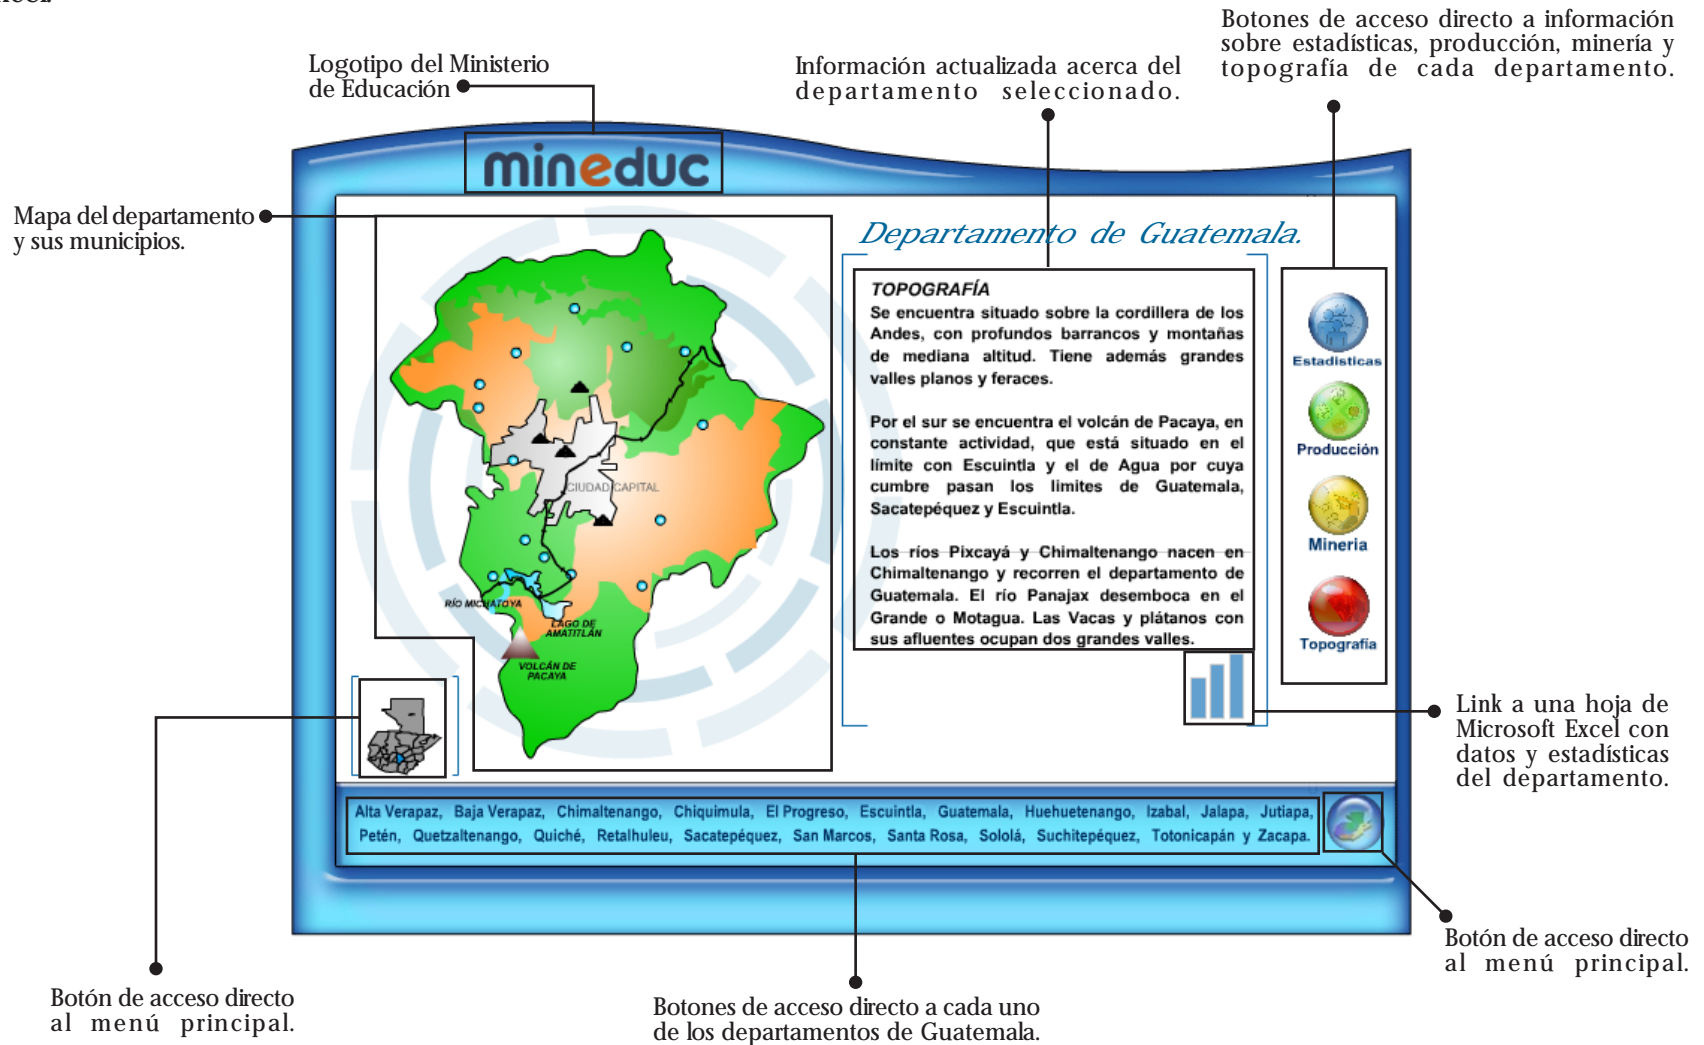 Botones de acceso directo a información
sobre estadísticas, producción, minería y
topografía de cada departamento.
Logotipo del Ministerio
de Educación
Información actualizada acerca del
departamento seleccionado.
mineduc
Mapa del departamento
y sus municipios.
Departamento de Guatemala.
TOPOGRAFÍA
Se encuentra situado sobre la cordillera de los
Andes, con profundos barrancos y montañas
de mediana altitud. Tiene además grandes
valles planos y feraces.
Por el sur se encuentra el volcán de Pacaya, en
constante actividad, que está situado en el
límite con Escuintla y el de Agua por cuya
cumbre pasan los limites de Guatemala,
Sacatepéquez y Escuintla.
Los ríos Pixcayá y Chimaltenango nacen en
Chimaltenango y recorren el departamento de
Guatemala. El río Panajax desemboca en el
Grande o Motagua. Las Vacas y plátanos con
sus afluentes ocupan dos grandes valles.
Estadisticas
Producción
Mineria
Topografia
CIUDAD CAPITAL
RÍO MICHATOYA
LAGO DE
AMATITLÁN
VOLCÁN DE
PACAYA
Link a una hoja de
Microsoft Excel con
datos y estadísticas
del departamento.
Alta Verapaz, Baja Verapaz, Chimaltenango, Chiquimula, El Progreso, Escuintla, Guatemala, Huehuetenango, Izabal, Jalapa, Jutiapa,
Petén, Quetzaltenango, Quiché, Retalhuleu, Sacatepéquez, San Marcos, Santa Rosa, Sololá, Suchitepéquez, Totonicapán y Zacapa.
Botón de acceso directo
al menú principal.
Botón de acceso directo
al menú principal.
Botones de acceso directo a cada uno
de los departamentos de Guatemala.